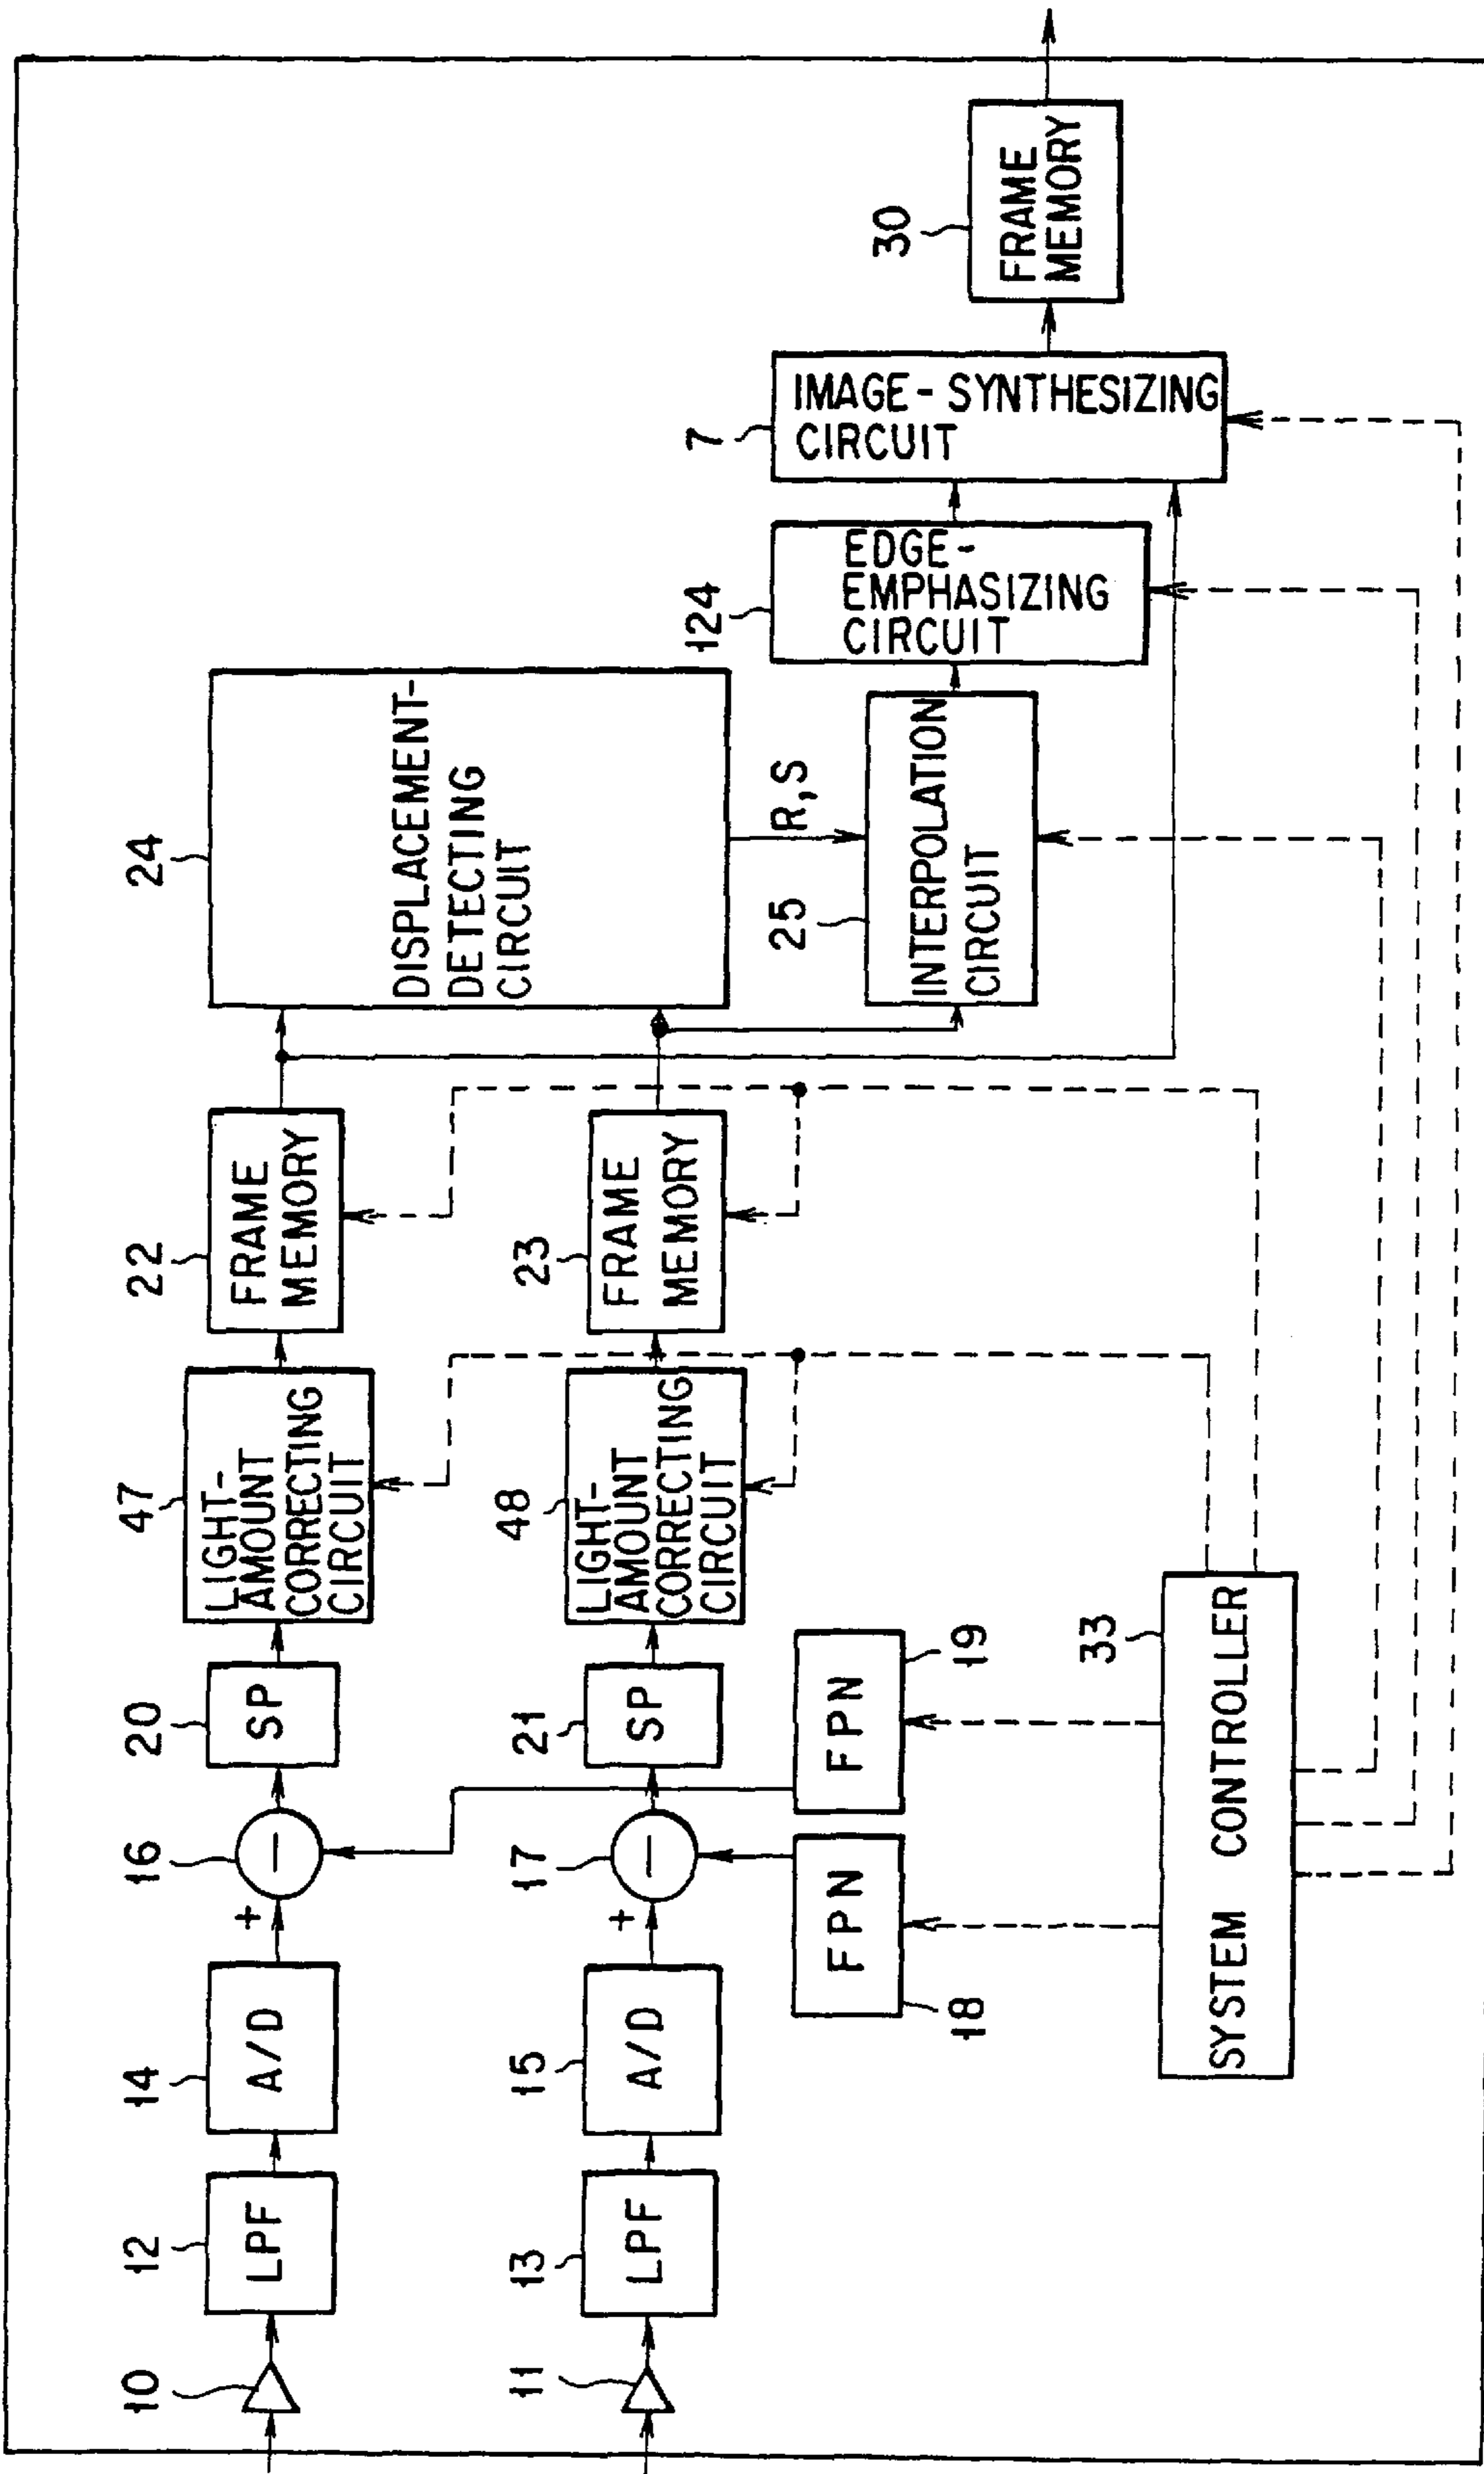 10
12
LPF
14
A/D
+
16
−
20
SP
47
LIGHT-
AMOUNT
CORRECTING
CIRCUIT
22
FRAME
MEMORY
24
DISPLACEMENT-
DETECTING
CIRCUIT
11
13
LPF
15
A/D
+
17
−
21
SP
48
LIGHT-
AMOUNT
CORRECTING
CIRCUIT
23
FRAME
MEMORY
R,S
25
INTERPOLATION
CIRCUIT
124
EDGE-
EMPHASIZING
CIRCUIT
7
IMAGE-SYNTHESIZING
CIRCUIT
30
FRAME
MEMORY
FPN
18
FPN
19
33
SYSTEM CONTROLLER